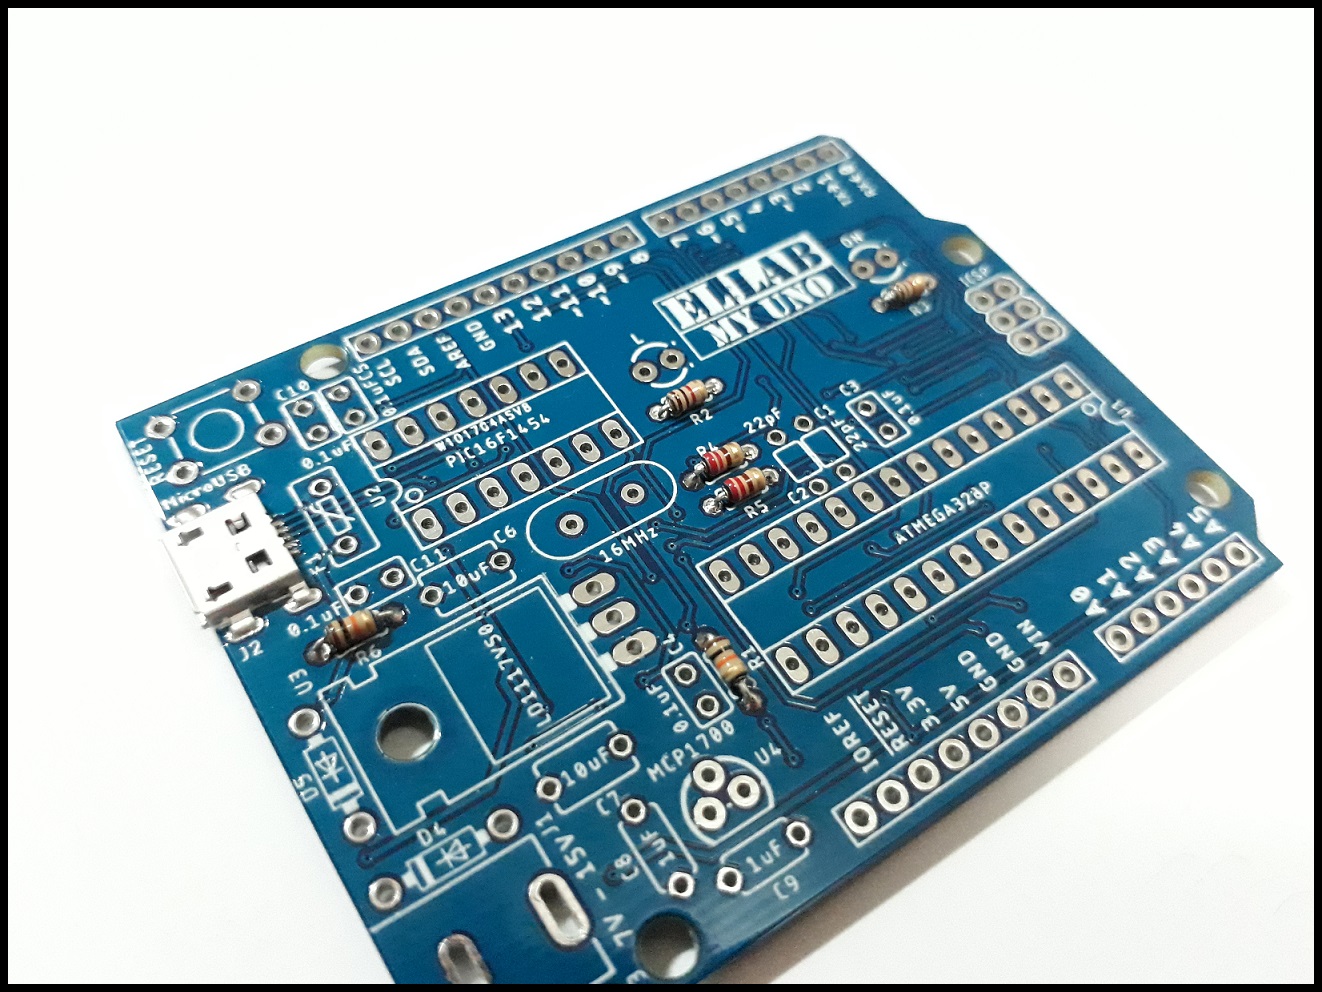 RX<0
TX>1
2
~3
4
~5
~6
7
8
~9
~10
~11
12
13
GND
AREF
SDA
SCL
ON
ELLAB
MY UNO
ICSP
L
R2
C10
0.1uF
0.1uF
RESET
MicroUSB
W101764ASVB
PIC16F1454
U2
22pF
C1
C3
0.1uF
22pF
C2
R4
R5
U1
ATMEGA328P
16MHz
C6
10uF
C11
0.1uF
J2
R6
U3
LD1117V50
R1
0.1uF
MCP1700
U4
10uF
C7
D5
D4
J1
7V - 15V
C8
1uF
1uF
C9
IOREF
RESET
3.3V
5V
GND
GND
VIN
A0
A1
A2
A3
A4
A5